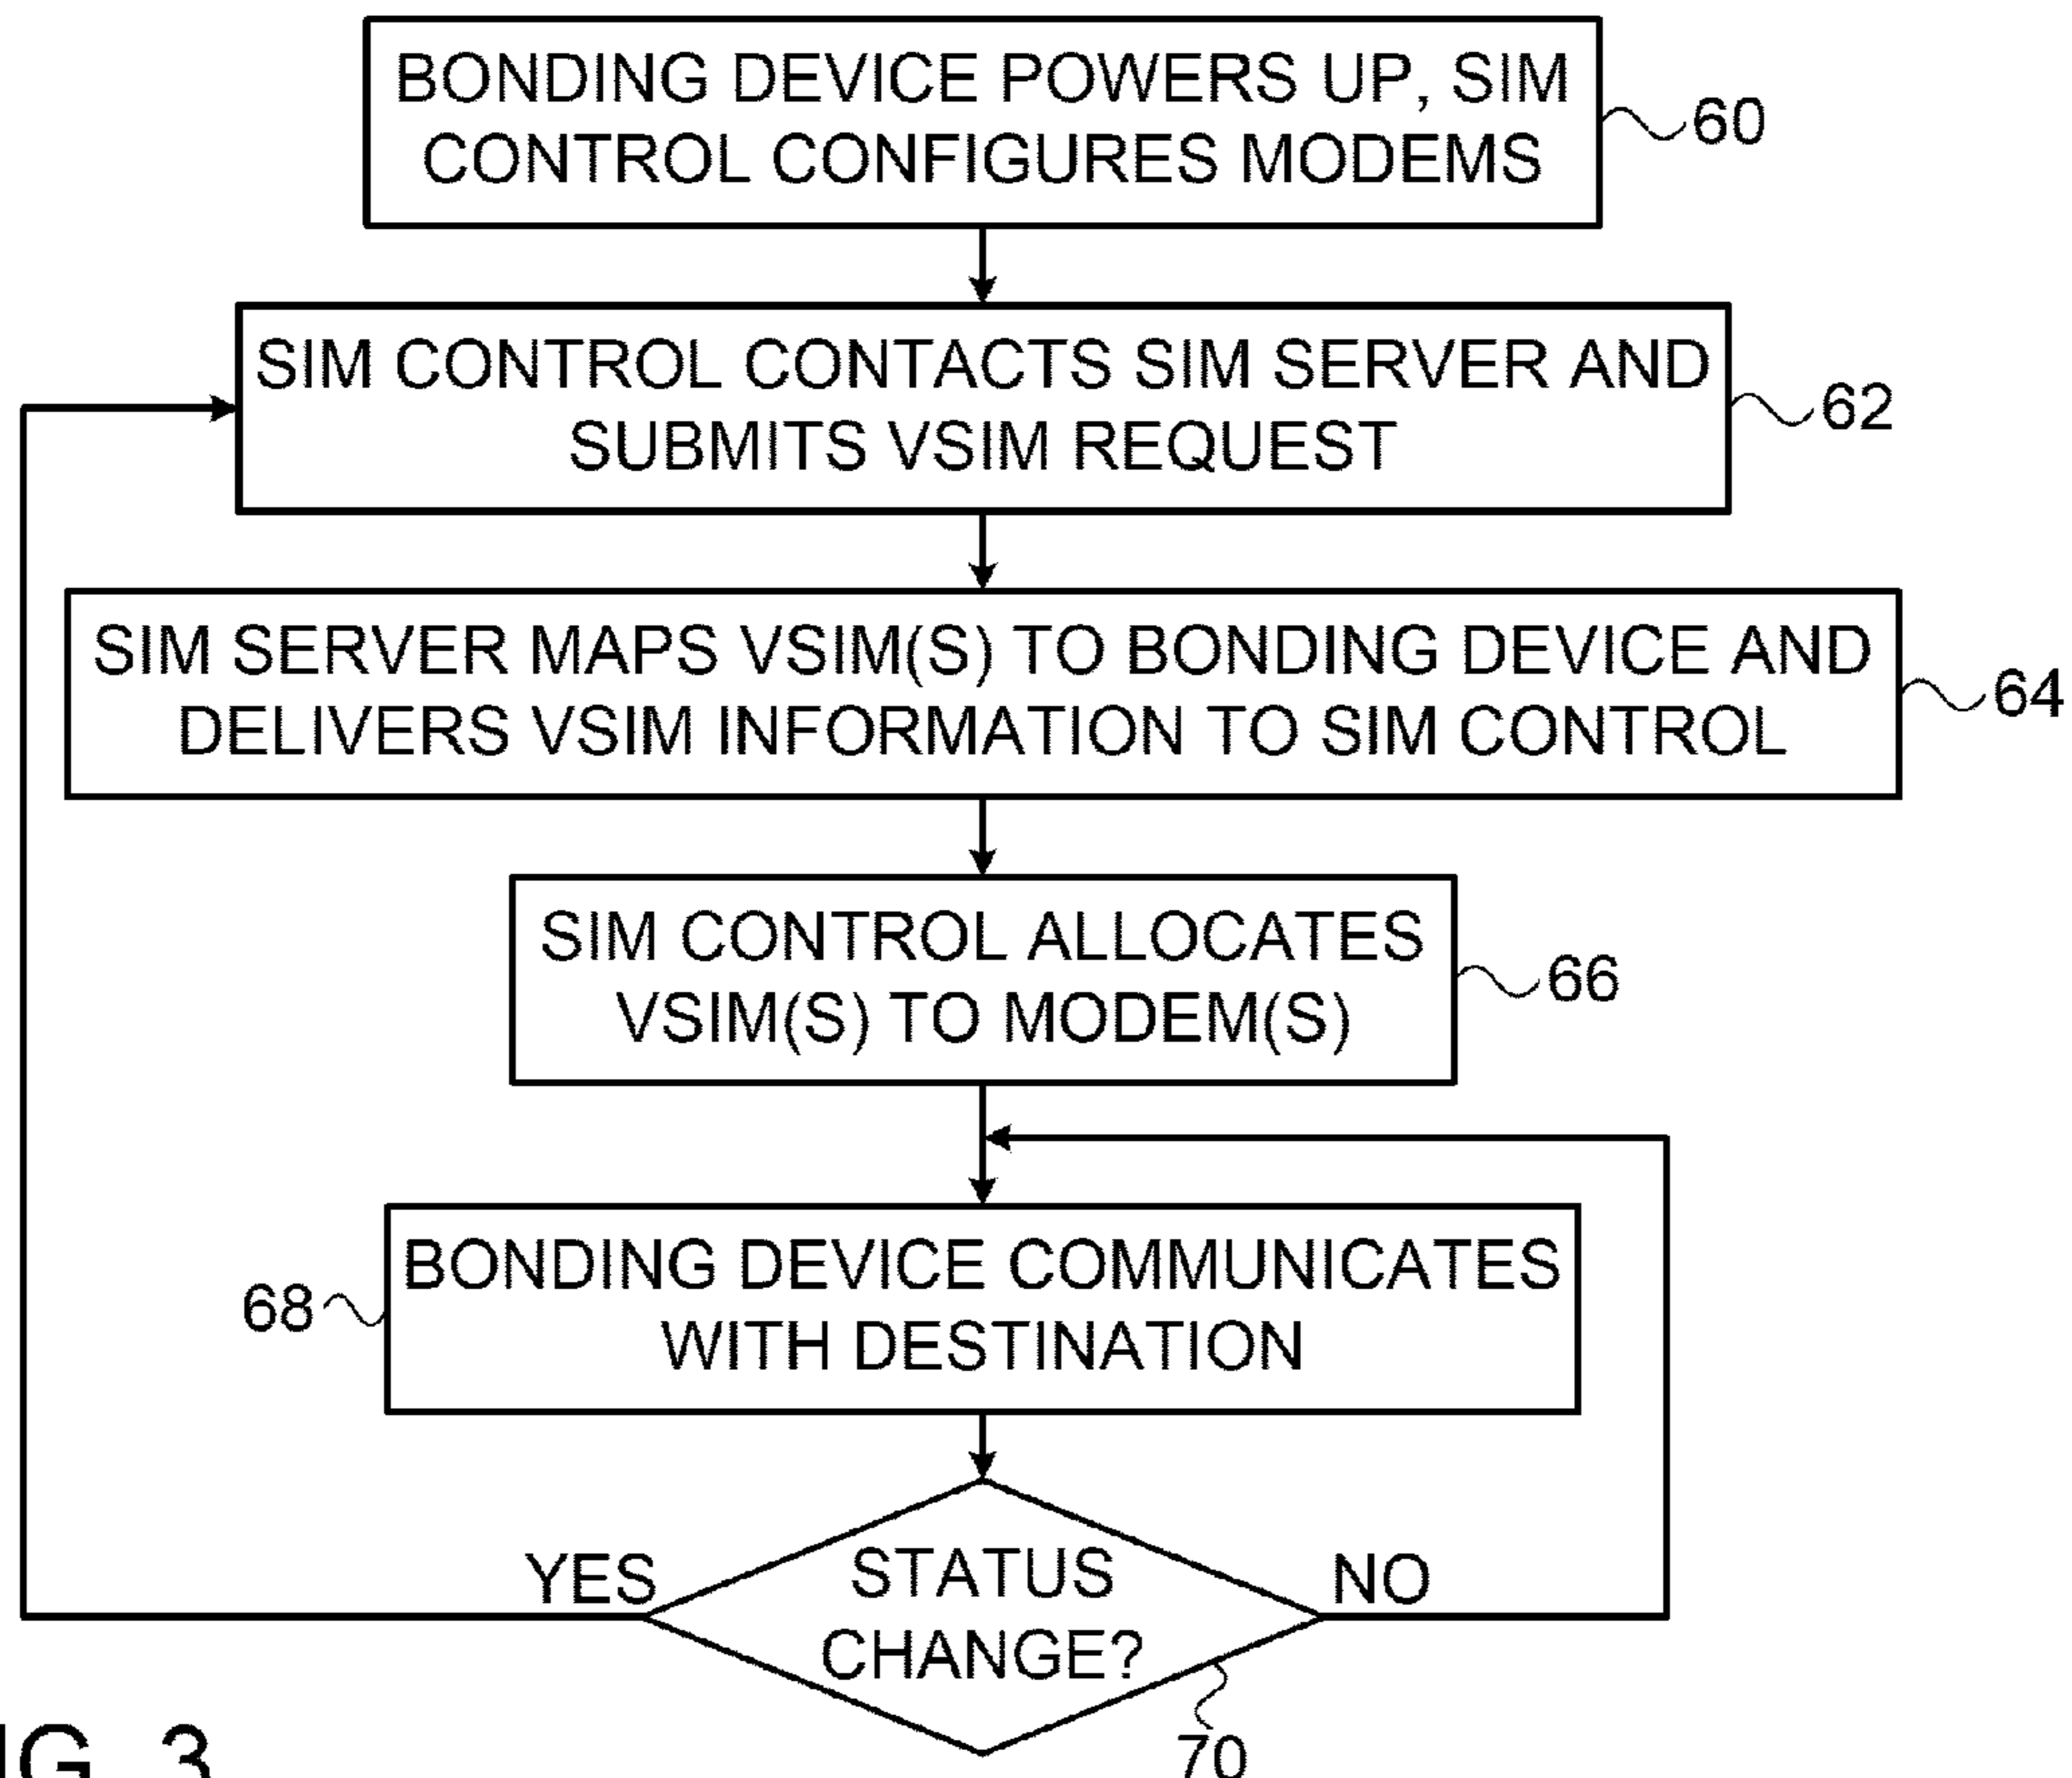 BONDING DEVICE POWERS UP, SIM
CONTROL CONFIGURES MODEMS
60
SIM CONTROL CONTACTS SIM SERVER AND
SUBMITS VSIM REQUEST
62
SIM SERVER MAPS VSIM(S) TO BONDING DEVICE AND
DELIVERS VSIM INFORMATION TO SIM CONTROL
64
SIM CONTROL ALLOCATES
VSIM(S) TO MODEM(S)
66
BONDING DEVICE COMMUNICATES
WITH DESTINATION
68
YES
STATUS
CHANGE?
NO
70
3